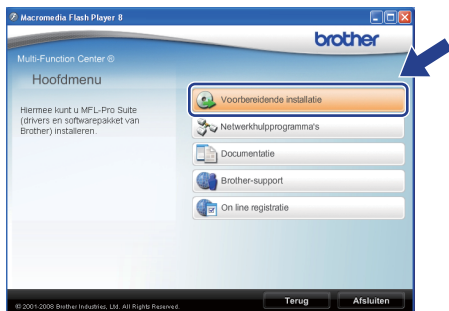 Macromedia Flash Player 8
brother
Multi-Function Center ®
Hoofdmenu
Hiermee kunt u MFL-Pro Suite
(drivers en softwarepakket van
Brother) installeren.
Voorbereidende installatie
Netwerkhulpprogramma's
Documentatie
Brother-support
On line registratie
© 2001-2008 Brother Industries, Ltd. All Rights Reserved.
Terug
Afsluiten